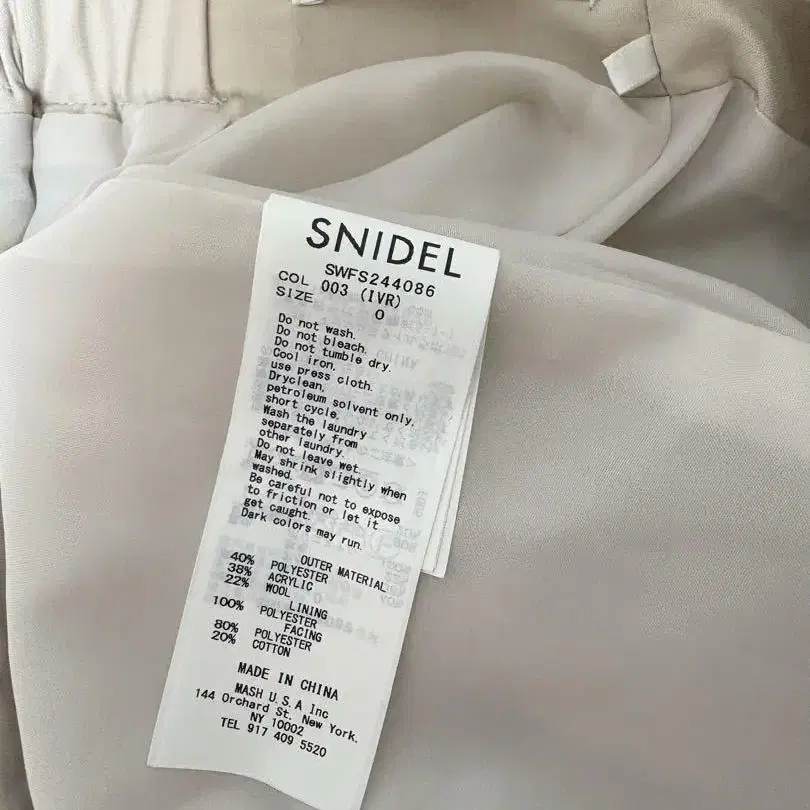 SNIDEL
SWFS244086
COL 003 (IVR)
SIZE 0
Do not wash.
Do not bleach.
Do not tumble dry.
Cool iron,
use press cloth.
Dryclean.
petroleum solvent only.
short cycle.
Wash the laundry
separately from
other laundry.
Do not leave wet.
May shrink slightly when
washed.
Be careful not to expose
to friction or let it
get caught.
Dark colors may run.
OUTER MATERIAL
40% POLYESTER
38% ACRYLIC
22% WOOL
LINING
100% POLYESTER
FACING
80% POLYESTER
20% COTTON
MADE IN CHINA
MASH U.S.A Inc
144 Orchard St. New York.
NY 10002
TEL 917 409 5520